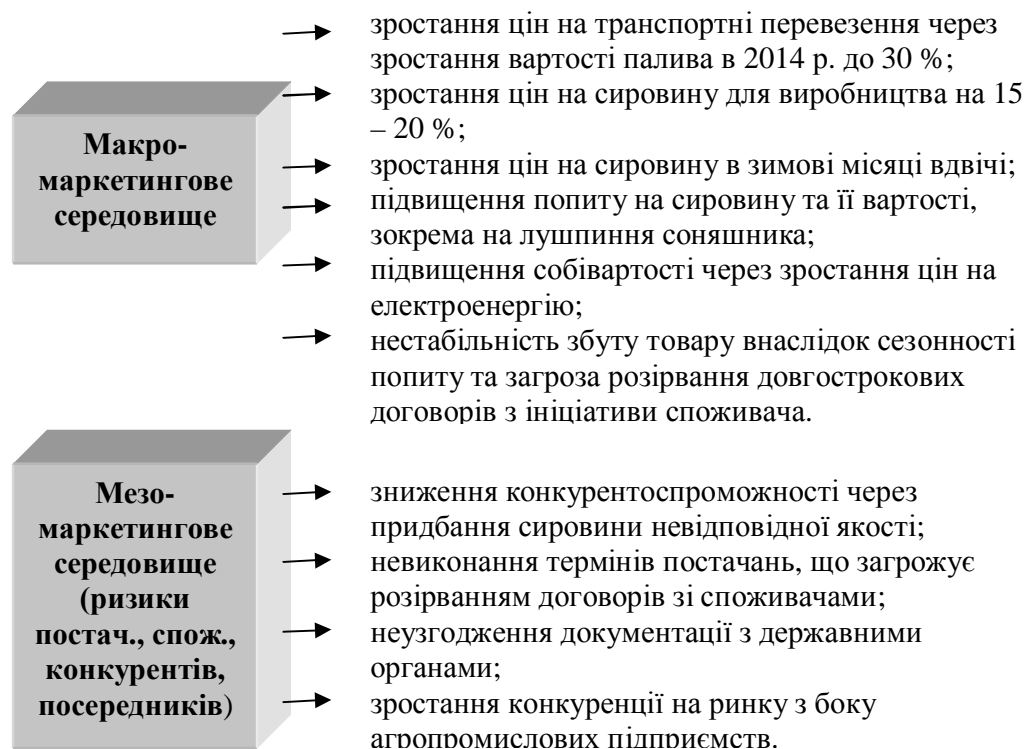 зростання цін на транспортні перевезення через
зростання вартості палива в 2014 р. до 30 %;
зростання цін на сировину для виробництва на 15
– 20 %;
зростання цін на сировину в зимові місяці вдвічі;
підвищення попиту на сировину та її вартості,
зокрема на лушпиння соняшника;
підвищення собівартості через зростання цін на
електроенергію;
нестабільність збуту товару внаслідок сезонності
попиту та загроза розірвання довгострокових
договорів з ініціативи споживача.
Макро-
маркетингове
середовище
Мезо-
маркетингове
середовище
(ризики
постач., спож.,
конкурентів,
посередників)
зниження конкурентоспроможності через
придбання сировини невідповідної якості;
невиконання термінів постачань, що загрожує
розірванням договорів зі споживачами;
неузгодження документації з державними
органами;
зростання конкуренції на ринку з боку
агропромислових підприємств.